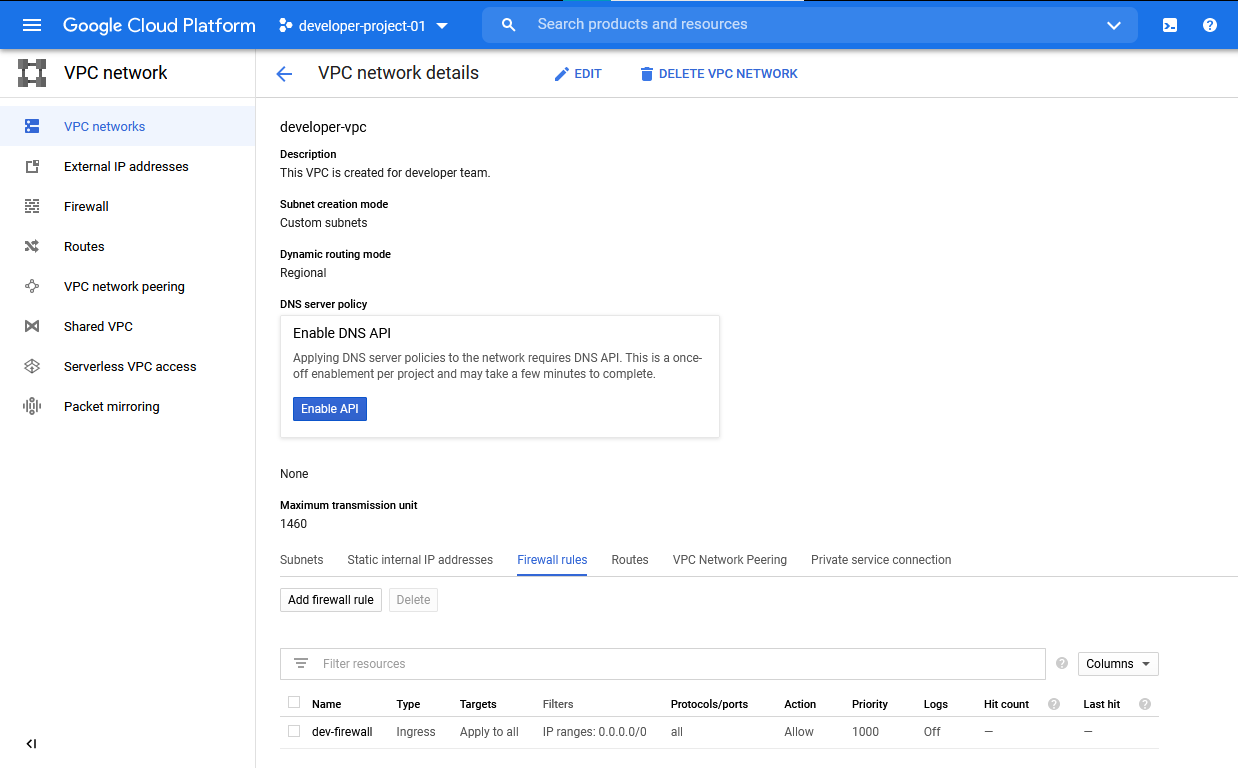 Google Cloud Platform developer-project-01 Search products and resources
VPC network
VPC networks
External IP addresses
Firewall
Routes
VPC network peering
Shared VPC
Serverless VPC access
Packet mirroring
VPC network details EDIT DELETE VPC NETWORK
developer-vpc
Description
This VPC is created for developer team.
Subnet creation mode
Custom subnets
Dynamic routing mode
Regional
DNS server policy
Enable DNS API
Applying DNS server policies to the network requires DNS API. This is a once-
off enablement per project and may take a few minutes to complete.
Enable API
None
Maximum transmission unit
1460
Subnets Static internal IP addresses Firewall rules Routes VPC Network Peering Private service connection
Add firewall rule Delete
Filter resources Columns
Name Type Targets Filters Protocols/ports Action Priority Logs Hit count Last hit
dev-firewall Ingress Apply to all IP ranges: 0.0.0.0/0 all Allow 1000 Off — —